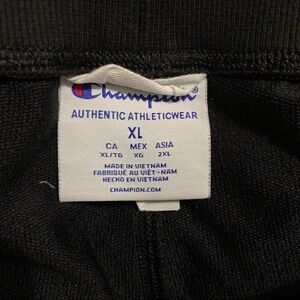 Champion®
AUTHENTIC ATHLETICWEAR
XL
CA MEX ASIA
XL/TG XG 2XL
MADE IN VIETNAM
FABRIQUÉ AU VIÊT-NAM
HECHO EN VIETNAM
CHAMPION.COM